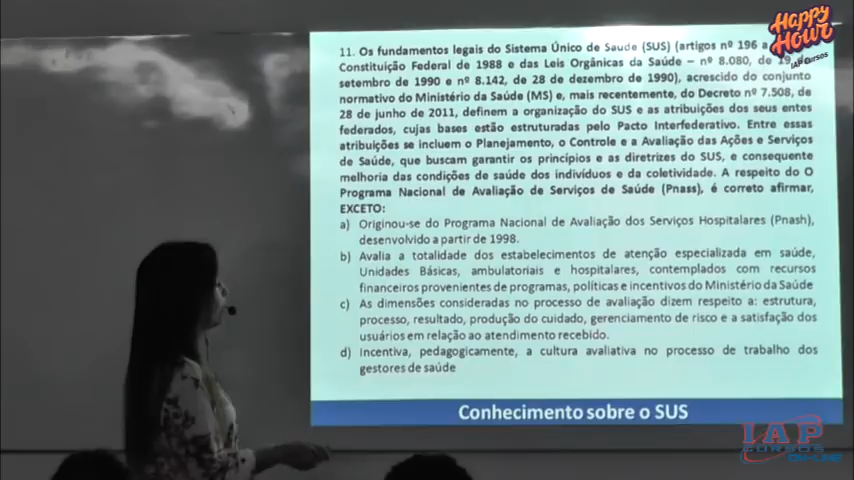 HAPPY
HOUR
IAP Cursos
11. Os fundamentos legais do Sistema Único de Saúde (SUS) (artigos nº 196 a
Constituição Federal de 1988 e das Leis Orgânicas da Saúde – nº 8.080, de 19 de
setembro de 1990 e nº 8.142, de 28 de dezembro de 1990), acrescido do conjunto
normativo do Ministério da Saúde (MS) e, mais recentemente, do Decreto nº 7.508, de
28 de junho de 2011, definem a organização do SUS e as atribuições dos seus entes
federados, cujas bases estão estruturadas pelo Pacto Interfederativo. Entre essas
atribuições se incluem o Planejamento, o Controle e a Avaliação das Ações e Serviços
de Saúde, que buscam garantir os princípios e as diretrizes do SUS, e consequente
melhoria das condições de saúde dos indivíduos e da coletividade. A respeito do O
Programa Nacional de Avaliação de Serviços de Saúde (Pnass), é correto afirmar,
EXCETO:
a) Originou-se do Programa Nacional de Avaliação dos Serviços Hospitalares (Pnash),
desenvolvido a partir de 1998.
b) Avalia a totalidade dos estabelecimentos de atenção especializada em saúde,
Unidades Básicas, ambulatoriais e hospitalares, contemplados com recursos
financeiros provenientes de programas, políticas e incentivos do Ministério da Saúde
c) As dimensões consideradas no processo de avaliação dizem respeito a: estrutura,
processo, resultado, produção do cuidado, gerenciamento de risco e a satisfação dos
usuários em relação ao atendimento recebido.
d) Incentiva, pedagogicamente, a cultura avaliativa no processo de trabalho dos
gestores de saúde
Conhecimento sobre o SUS
IAP
CURSOS
ONLINE